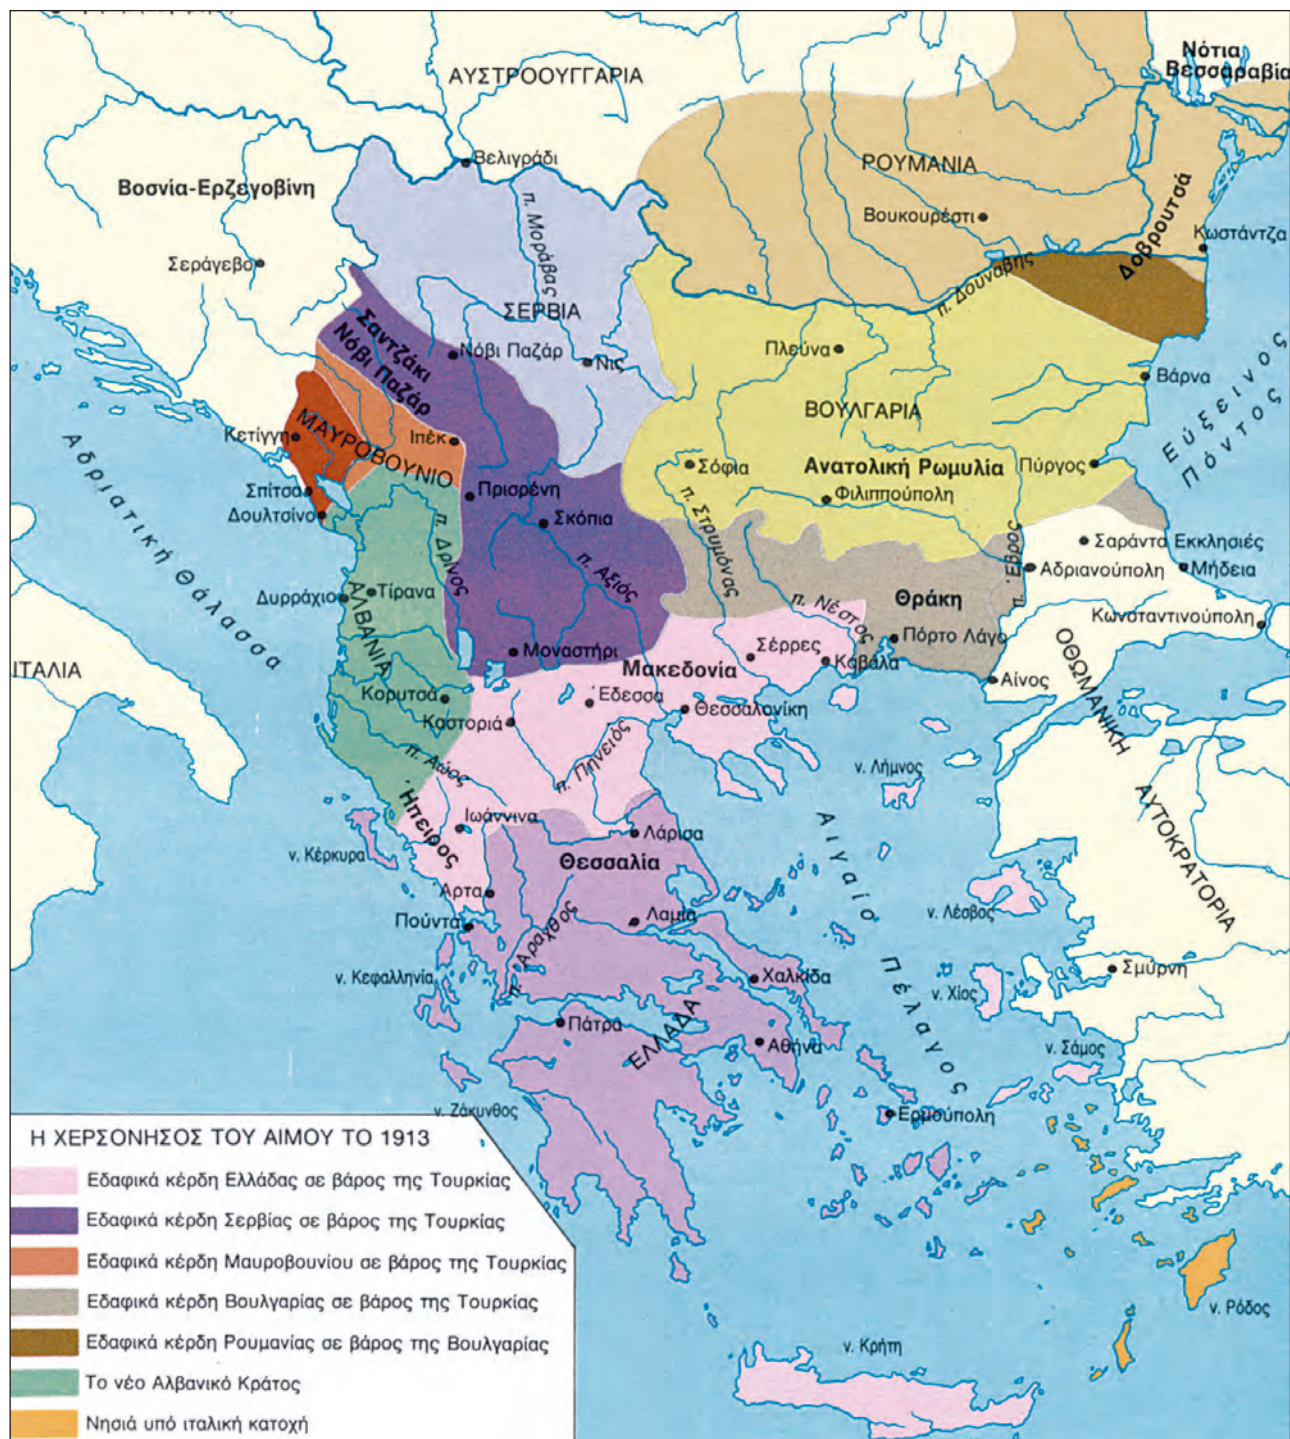 ΑΥΣΤΡΟΟΥΓΓΑΡΙΑ
Νότια
Βεσσαραβία
Βελιγράδι
Βοσνία-Ερζεγοβίνη
ΡΟΥΜΑΝΙΑ
Βουκουρέστι
Δοβρουτσά
Κωστάντζα
π. Μοράβας
Σεράγεβο
π. Δούναβης
ΣΕΡΒΙΑ
Σαντζάκι
Νόβι Παζάρ
Νόβι Παζάρ
Νις
Πλεύνα
Βάρνα
Εύξεινος
Πόντος
ΒΟΥΛΓΑΡΙΑ
Κετίγγη
ΜΑΥΡΟΒΟΥΝΙΟ
Ιπέκ
Σόφια
Ανατολική Ρωμυλία
Πύργος
Φιλιππούπολη
Σπίτσα
Δουλτσίνο
Πρισρένη
Σκόπια
π. Στρυμόνας
π. Δρίνος
π. Αξιός
π. Έβρος
Σαράντα Εκκλησιές
Αδριανούπολη
Μήδεια
Αδριατική Θάλασσα
Δυρράχιο
Τίρανα
ΑΛΒΑΝΙΑ
π. Νέστος
Θράκη
Κωνσταντινούπολη
Πόρτο Λάγο
ΙΤΑΛΙΑ
Μοναστήρι
Μακεδονία
Σέρρες
Καβάλα
Αίνος
ΟΘΩΜΑΝΙΚΗ
ΑΥΤΟΚΡΑΤΟΡΙΑ
Κορυτσά
Καστοριά
Έδεσσα
Θεσσαλονίκη
π. Αώος
π. Πηνειός
ν. Λήμνος
Ήπειρος
Ιωάννινα
Λάρισα
ν. Κέρκυρα
Θεσσαλία
Αιγαίο Πέλαγος
Άρτα
Πούντα
Λαμία
ν. Λέσβος
π. Άραχθος
ν. Κεφαλληνία
Χαλκίδα
ν. Χίος
Σμύρνη
Πάτρα
ΕΛΛΑΔΑ
Αθήνα
ν. Σάμος
ν. Ζάκυνθος
Ερμούπολη
ν. Ρόδος
ν. Κρήτη
Η ΧΕΡΣΟΝΗΣΟΣ ΤΟΥ ΑΙΜΟΥ ΤΟ 1913
Εδαφικά κέρδη Ελλάδας σε βάρος της Τουρκίας
Εδαφικά κέρδη Σερβίας σε βάρος της Τουρκίας
Εδαφικά κέρδη Μαυροβουνίου σε βάρος της Τουρκίας
Εδαφικά κέρδη Βουλγαρίας σε βάρος της Τουρκίας
Εδαφικά κέρδη Ρουμανίας σε βάρος της Βουλγαρίας
Το νέο Αλβανικό Κράτος
Νησιά υπό ιταλική κατοχή